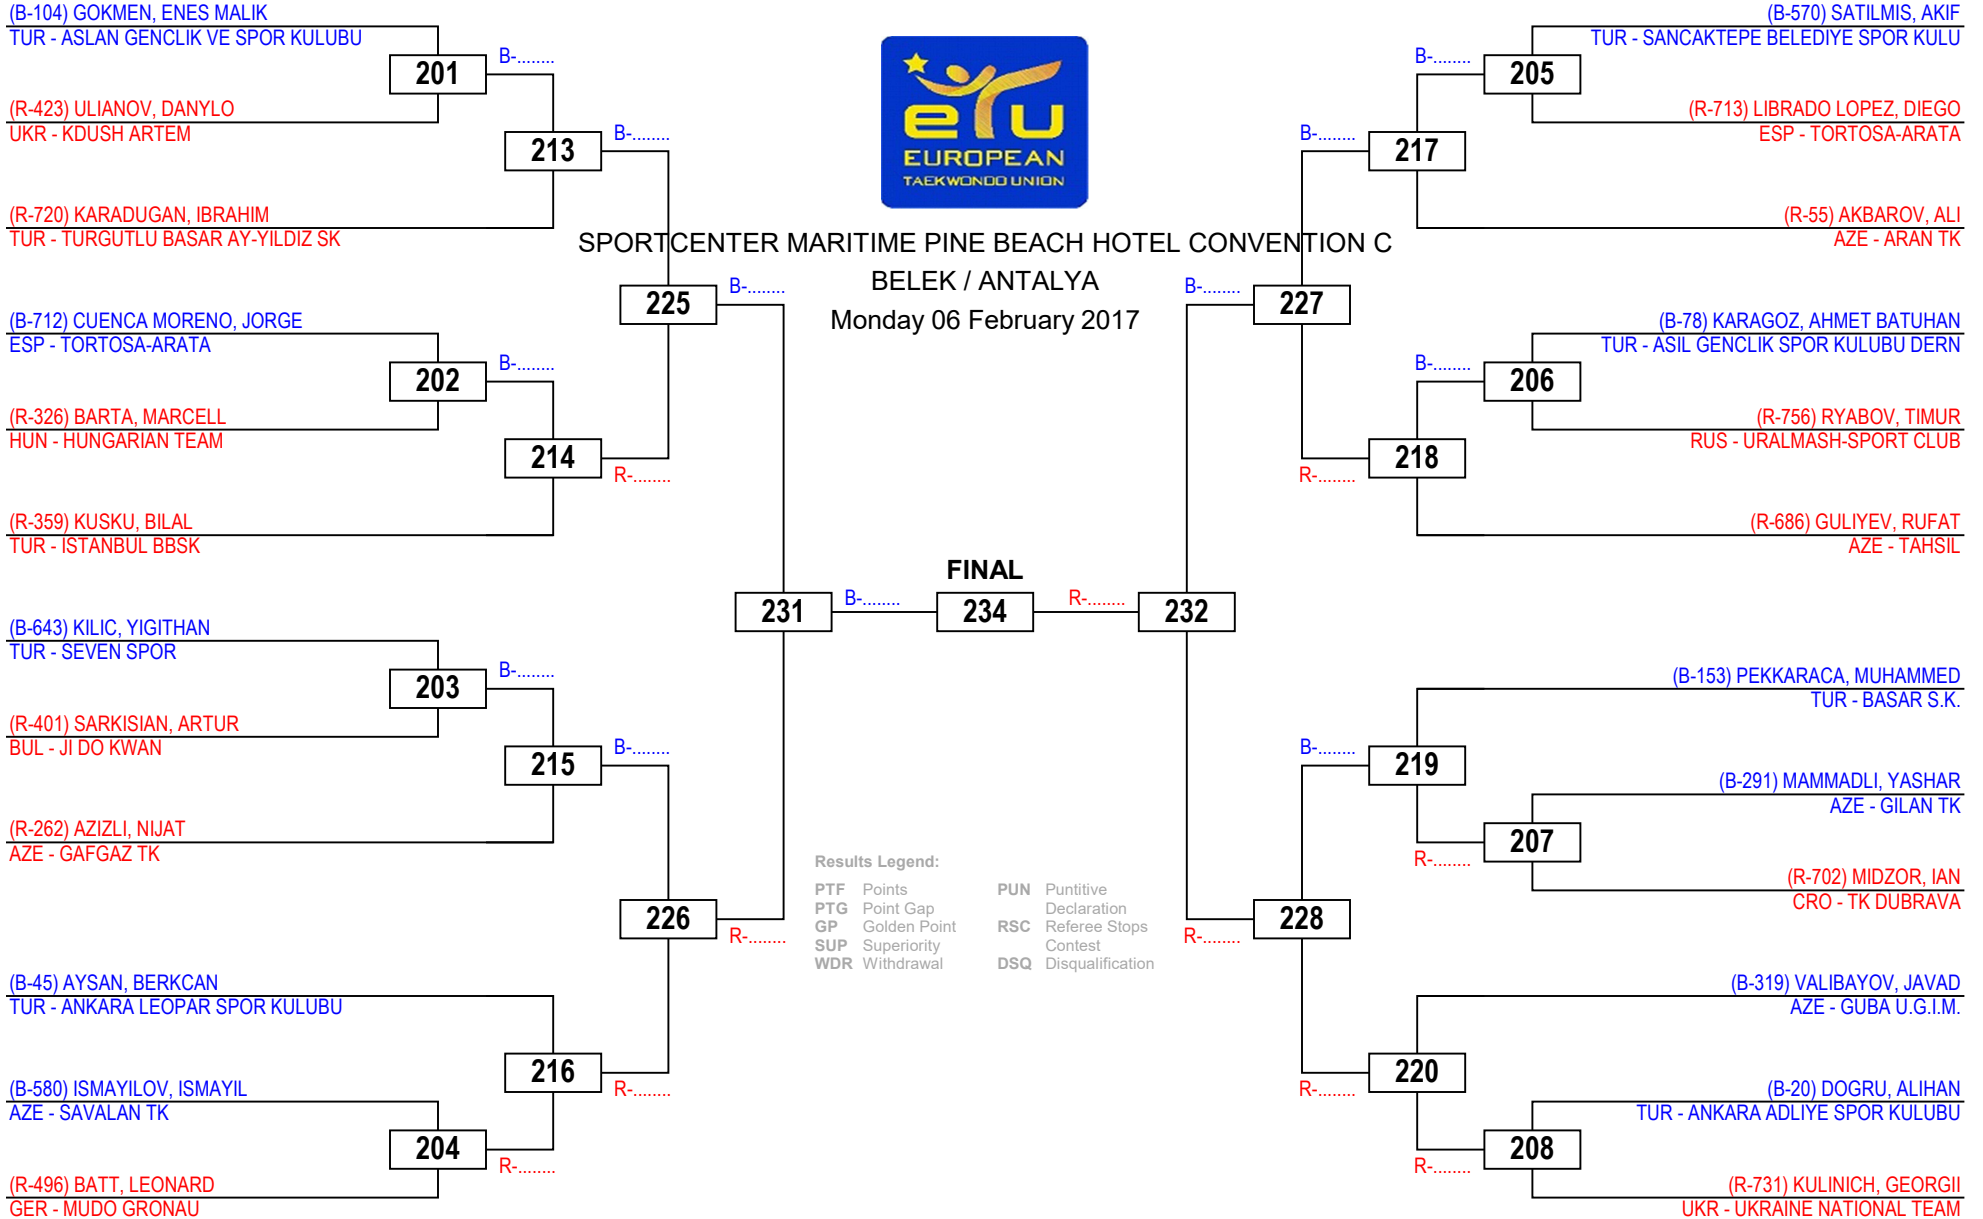 (B-104) GOKMEN, ENES MALIK
TUR - ASLAN GENCLIK VE SPOR KULUBU
201
B-........
(R-423) ULIANOV, DANYLO
UKR - KDUSH ARTEM
213
B-........
(R-720) KARADUGAN, IBRAHIM
TUR - TURGUTLU BASAR AY-YILDIZ SK
225
B-........
(B-712) CUENCA MORENO, JORGE
ESP - TORTOSA-ARATA
202
B-........
(R-326) BARTA, MARCELL
HUN - HUNGARIAN TEAM
214
R-........
(R-359) KUSKU, BILAL
TUR - ISTANBUL BBSK
231
B-........
(B-643) KILIC, YIGITHAN
TUR - SEVEN SPOR
203
B-........
(R-401) SARKISIAN, ARTUR
BUL - JI DO KWAN
215
B-........
(R-262) AZIZLI, NIJAT
AZE - GAFGAZ TK
226
R-........
(B-45) AYSAN, BERKCAN
TUR - ANKARA LEOPAR SPOR KULUBU
216
R-........
(B-580) ISMAYILOV, ISMAYIL
AZE - SAVALAN TK
204
R-........
(R-496) BATT, LEONARD
GER - MUDO GRONAU
eTU
EUROPEAN
TAEKWONDO UNION
SPORTCENTER MARITIME PINE BEACH HOTEL CONVENTION C
BELEK / ANTALYA
Monday 06 February 2017
FINAL
234
Results Legend:
PTF Points
PTG Point Gap
GP Golden Point
SUP Superiority
WDR Withdrawal
PUN Puntitive
Declaration
RSC Referee Stops
Contest
DSQ Disqualification
(B-570) SATILMIS, AKIF
TUR - SANCAKTEPE BELEDIYE SPOR KULU
B-........
205
(R-713) LIBRADO LOPEZ, DIEGO
ESP - TORTOSA-ARATA
B-........
217
(R-55) AKBAROV, ALI
AZE - ARAN TK
B-........
227
(B-78) KARAGOZ, AHMET BATUHAN
TUR - ASIL GENCLIK SPOR KULUBU DERN
B-........
206
(R-756) RYABOV, TIMUR
RUS - URALMASH-SPORT CLUB
218
R-........
(R-686) GULIYEV, RUFAT
AZE - TAHSIL
R-........
232
(B-153) PEKKARACA, MUHAMMED
TUR - BASAR S.K.
B-........
219
(B-291) MAMMADLI, YASHAR
AZE - GILAN TK
207
R-........
(R-702) MIDZOR, IAN
CRO - TK DUBRAVA
228
R-........
(B-319) VALIBAYOV, JAVAD
AZE - GUBA U.G.I.M.
220
R-........
(B-20) DOGRU, ALIHAN
TUR - ANKARA ADLIYE SPOR KULUBU
208
R-........
(R-731) KULINICH, GEORGII
UKR - UKRAINE NATIONAL TEAM